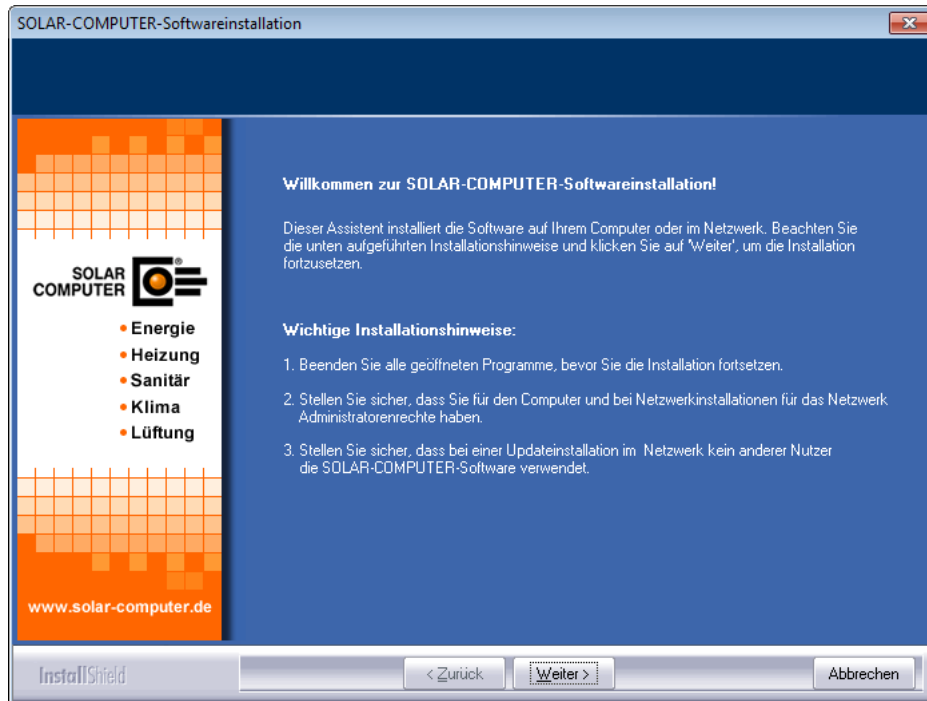 SOLAR-COMPUTER-Softwareinstallation
SOLAR
COMPUTER
®
• Energie
• Heizung
• Sanitär
• Klima
• Lüftung
www.solar-computer.de
Willkommen zur SOLAR-COMPUTER-Softwareinstallation!
Dieser Assistent installiert die Software auf Ihrem Computer oder im Netzwerk. Beachten Sie
die unten aufgeführten Installationshinweise und klicken Sie auf 'Weiter', um die Installation
fortzusetzen.
Wichtige Installationshinweise:
1. Beenden Sie alle geöffneten Programme, bevor Sie die Installation fortsetzen.
2. Stellen Sie sicher, dass Sie für den Computer und bei Netzwerkinstallationen für das Netzwerk
Administratorenrechte haben.
3. Stellen Sie sicher, dass bei einer Updateinstallation im Netzwerk kein anderer Nutzer
die SOLAR-COMPUTER-Software verwendet.
InstallShield
< Zurück
Weiter >
Abbrechen